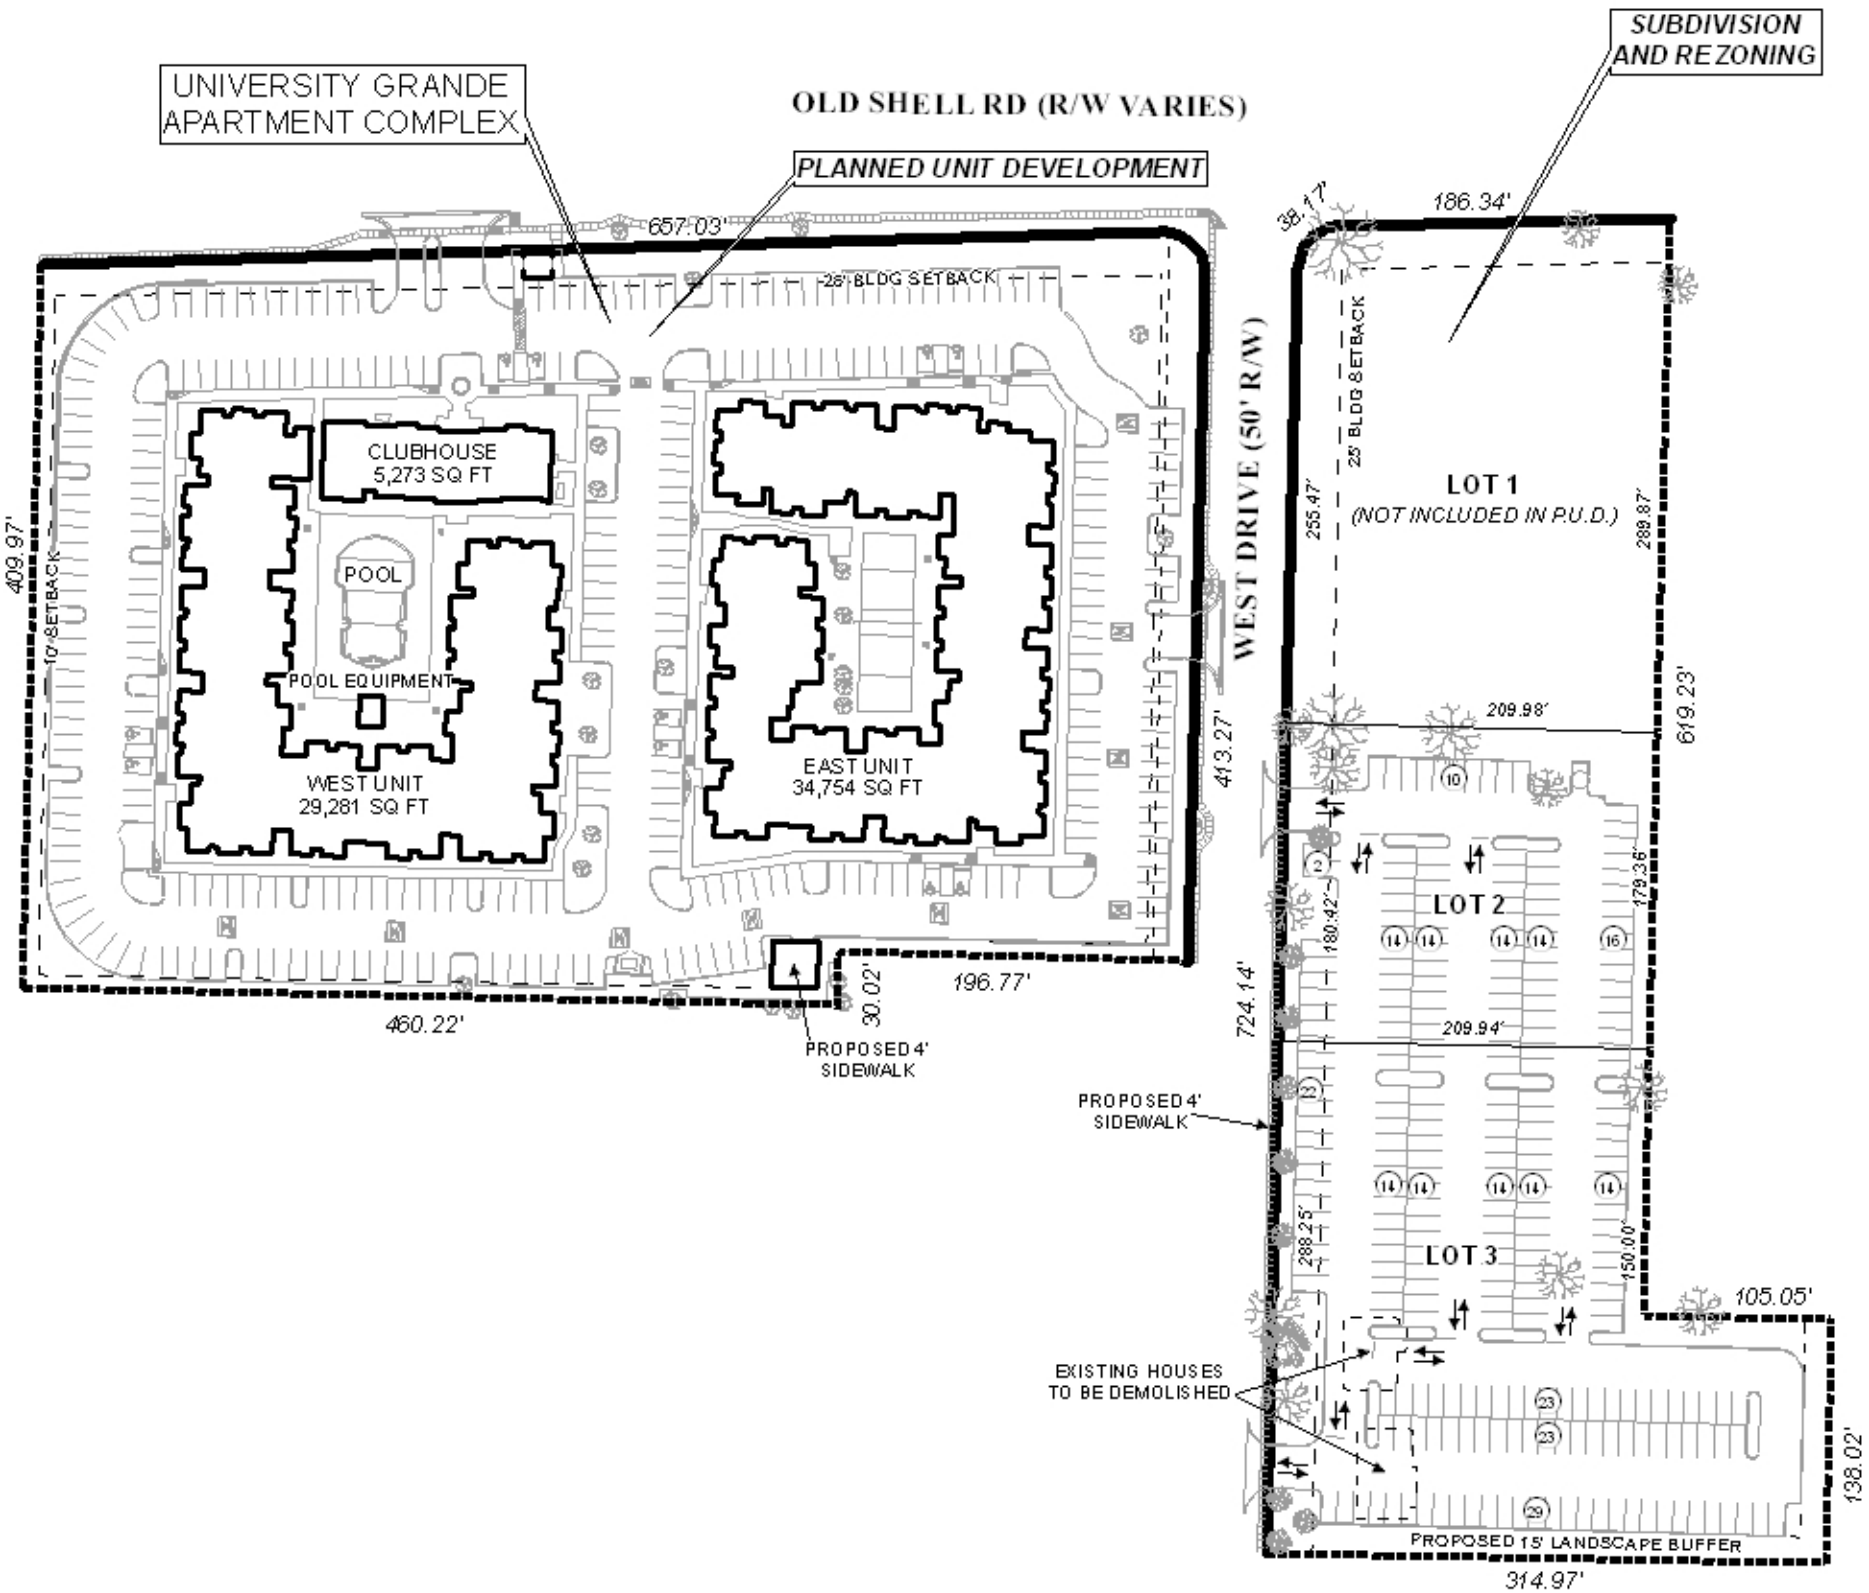 SUBDIVISION
AND REZONING
UNIVERSITY GRANDE
APARTMENT COMPLEX
OLD SHELL RD (R/W VARIES)
PLANNED UNIT DEVELOPMENT
657.03'
38.17'
186.34'
25' BLDG SETBACK
WEST DRIVE (50' R/W)
25' BLDG SETBACK
CLUBHOUSE
5,273 SQ FT
LOT 1
(NOT INCLUDED IN P.U.D.)
255.47'
289.87'
409.97'
10' SETBACK
POOL
POOL EQUIPMENT
WEST UNIT
29,281 SQ FT
EAST UNIT
34,754 SQ FT
413.27'
209.98'
619.23'
10
2
179.36'
LOT 2
180.42'
14
14
14
14
16
460.22'
30.02'
196.77'
PROPOSED 4'
SIDEWALK
724.14'
209.94'
23
PROPOSED 4'
SIDEWALK
14
14
14
14
14
288.25'
LOT 3
150.00'
105.05'
EXISTING HOUSES
TO BE DEMOLISHED
23
23
138.02'
29
PROPOSED 15' LANDSCAPE BUFFER
314.97'